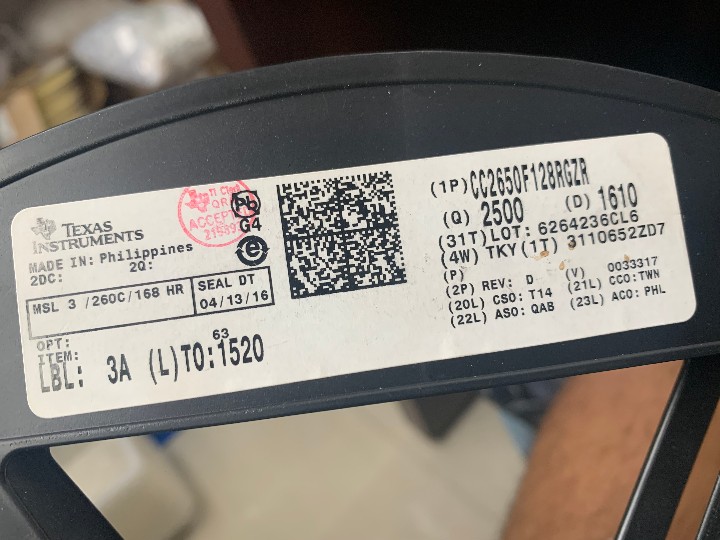 TEXAS
INSTRUMENTS
MADE IN: Philippines
2DC: 2Q:
MSL 3 /260C/168 HR
SEAL DT
04/13/16
OPT:
ITEM: 63
LBL: 3A (L)TO:1520
QRA
ACCEPT
Pb
G4
e
(1P)CC2650F128RGZR
(Q) 2500 (D) 1610
(31T)LOT: 6264236CL6
(4W) TKY(1T) 3110652ZD7
(P)
(2P) REV: D (V) 0033317
(20L) CSO: T14 (21L) CCO:TWN
(22L) ASO: QAB (23L) ACO: PHL